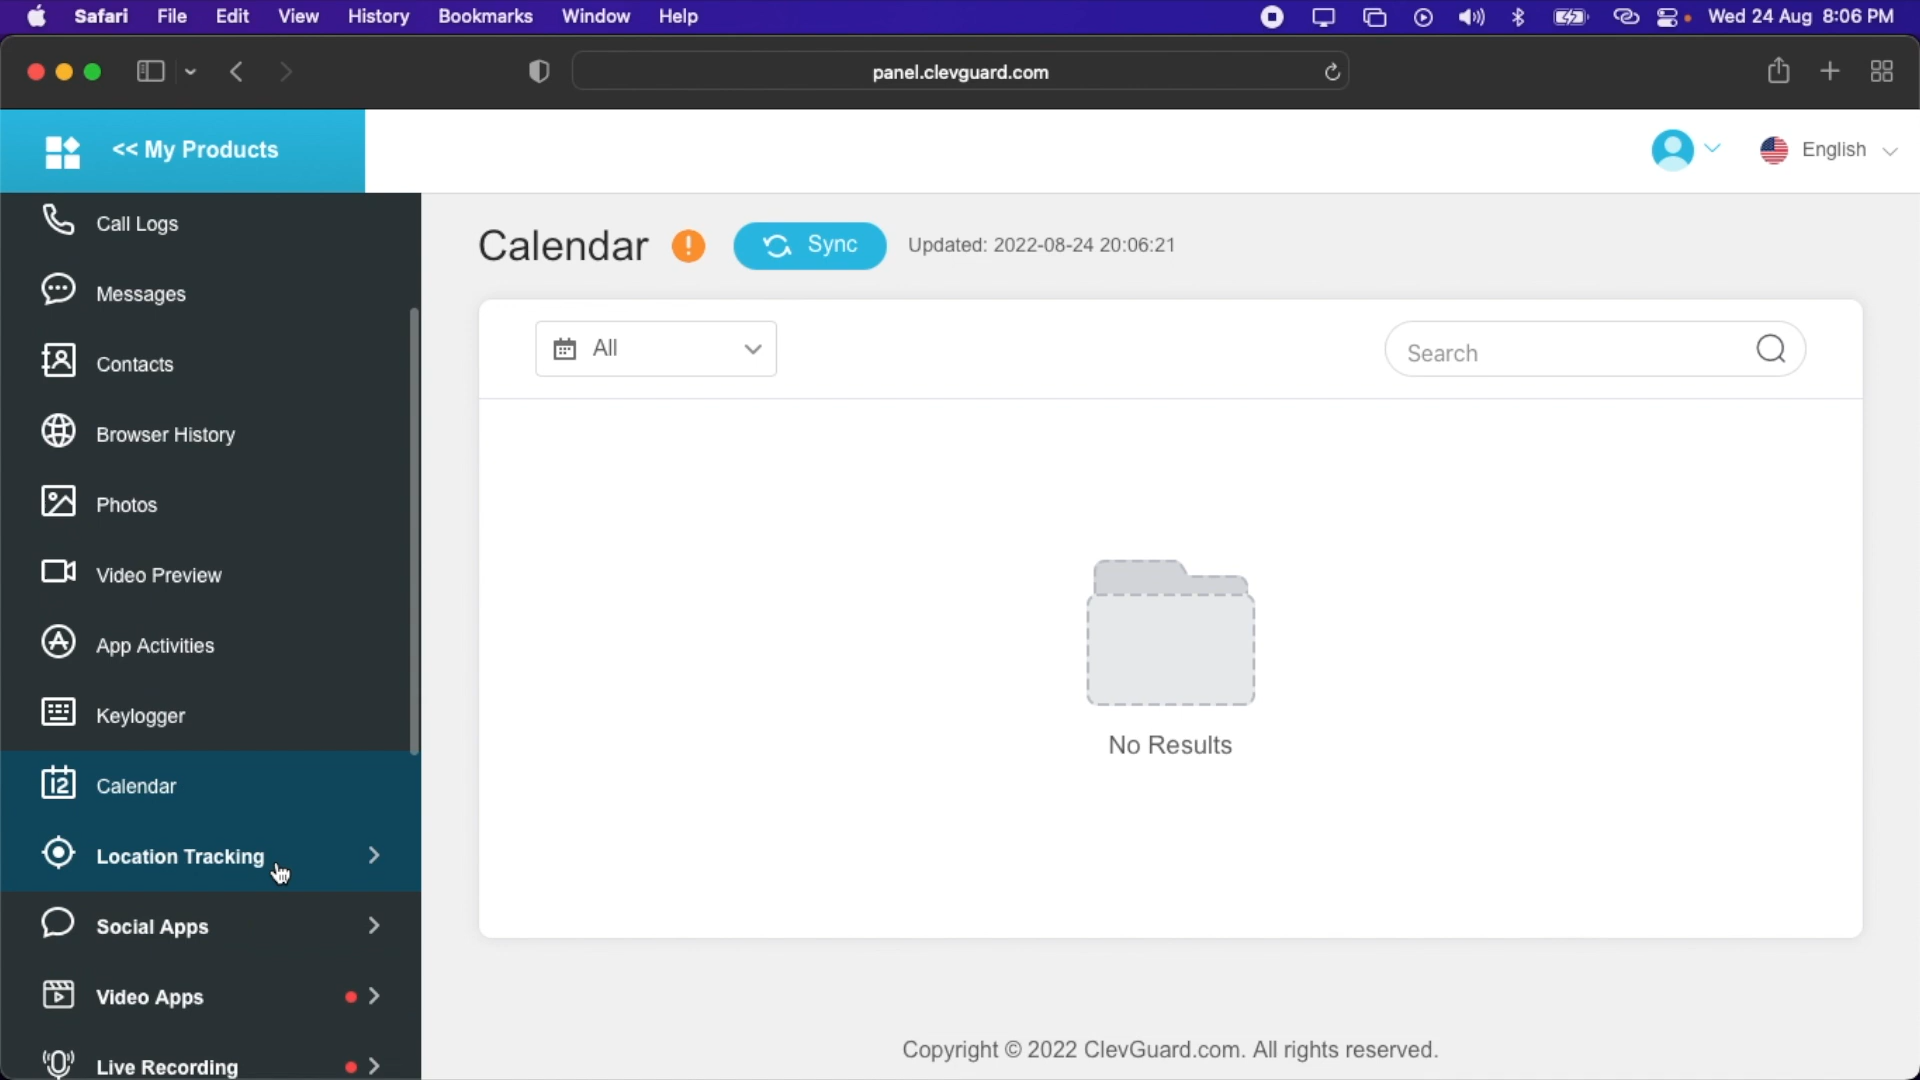 Safari File Edit View History Bookmarks Window Help Wed 24 Aug 8:06 PM
panel.clevguard.com
<< My Products
English
Call Logs
Messages
Contacts
Browser History
Photos
Video Preview
App Activities
Keylogger
12 Calendar
Location Tracking
Social Apps
Video Apps
Live Recording
Calendar ! Sync Updated: 2022-08-24 20:06:21
All
Search
No Results
Copyright © 2022 ClevGuard.com. All rights reserved.